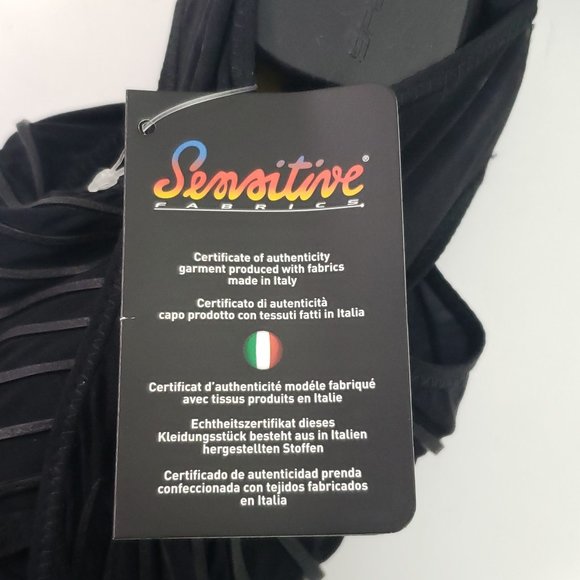 Sensitive®
FABRICS
Certificate of authenticity
garment produced with fabrics
made in Italy
Certificato di autenticità
capo prodotto con tessuti fatti in Italia
Certificat d'authenticité modéle fabriqué
avec tissus produits en Italie
Echtheitszertifikat dieses
Kleidungsstück besteht aus in Italien
hergestellten Stoffen
Certificado de autenticidad prenda
confeccionada con tejidos fabricados
en Italia